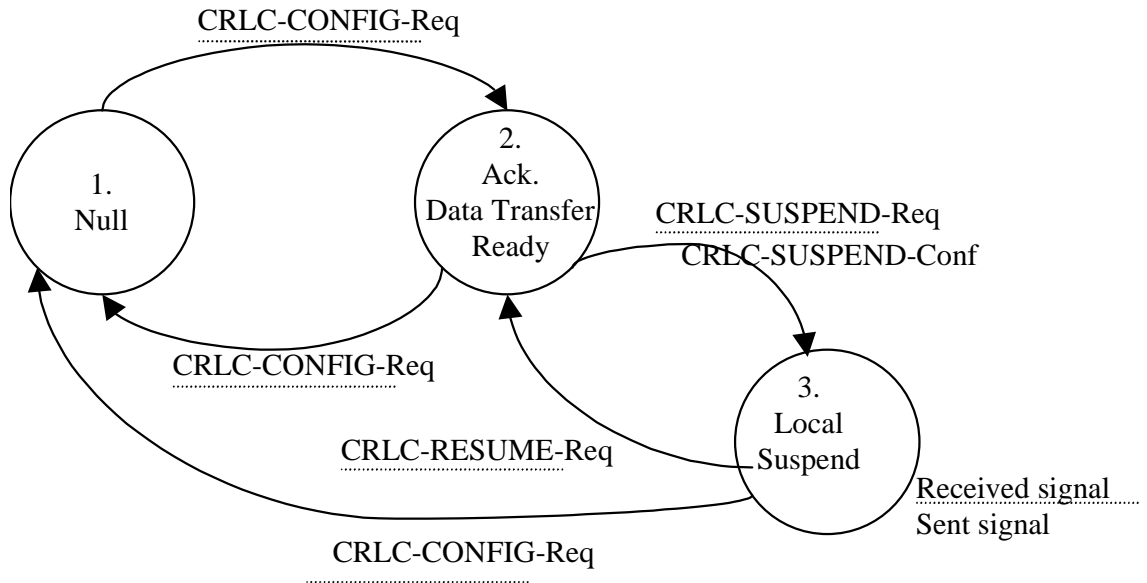 CRLC-CONFIG-Req
1.
Null
2.
Ack.
Data Transfer
Ready
CRLC-SUSPEND-Req
CRLC-SUSPEND-Conf
CRLC-CONFIG-Req
3.
Local
Suspend
CRLC-RESUME-Req
Received signal
Sent signal
CRLC-CONFIG-Req